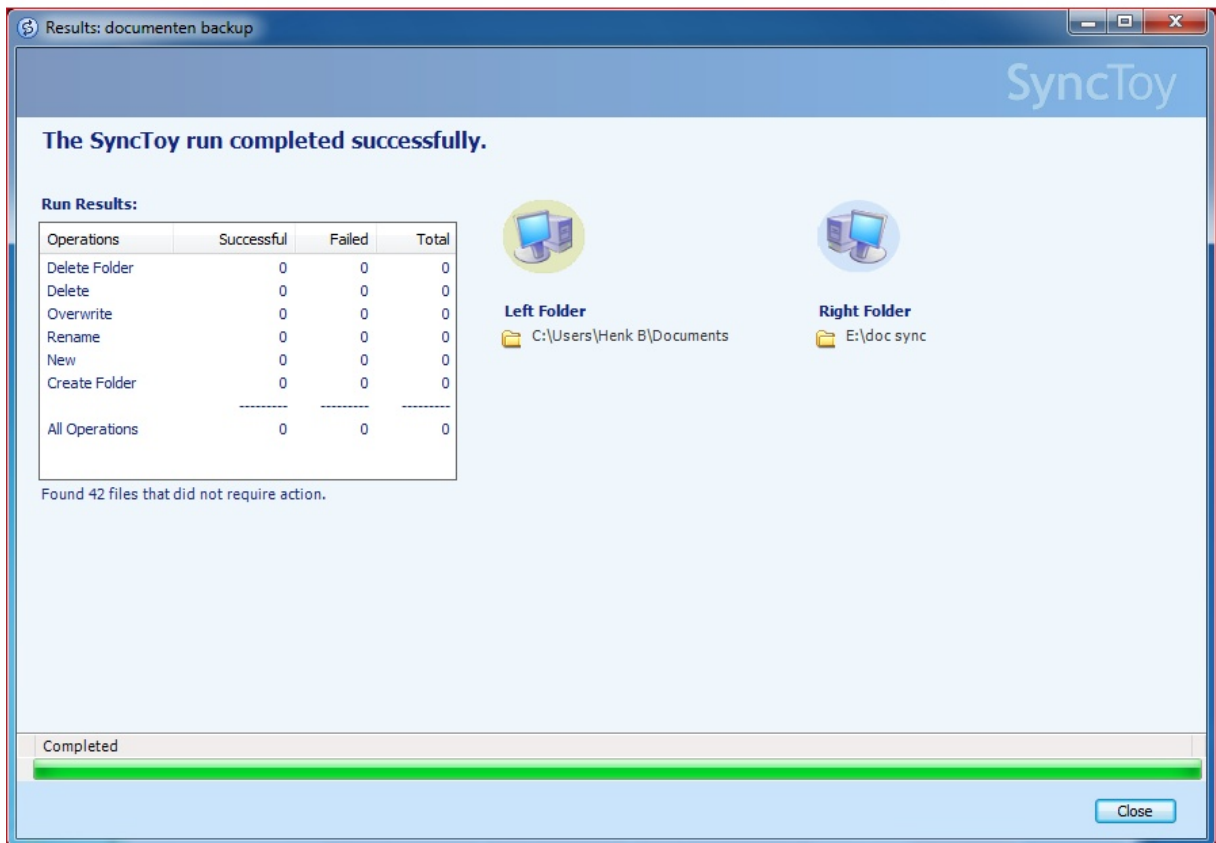 Results: documenten backup
SyncToy
The SyncToy run completed successfully.
Run Results:
Operations Successful Failed Total
Delete Folder 0 0 0
Delete 0 0 0
Overwrite 0 0 0
Rename 0 0 0
New 0 0 0
Create Folder 0 0 0
--------- --------- ---------
All Operations 0 0 0
Found 42 files that did not require action.
Left Folder
C:\Users\Henk B\Documents
Right Folder
E:\doc sync
Completed
Close